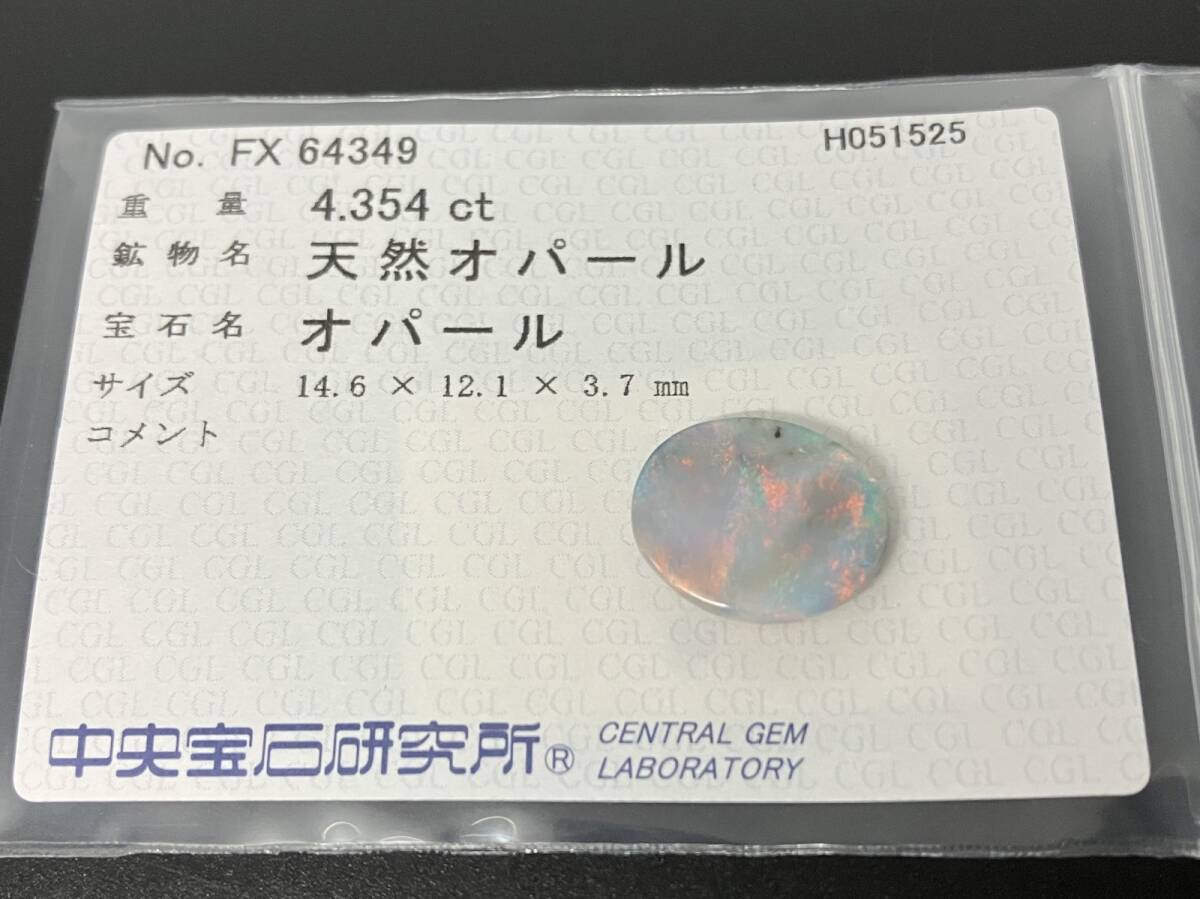 No. FX 64349 H051525
重 量 4.354 ct
鉱 物 名 天 然 オ パ ー ル
宝 石 名 オ パ ー ル
サイズ 14.6 × 12.1 × 3.7 ㎜
コメント
中央宝石研究所® CENTRAL GEM
LABORATORY